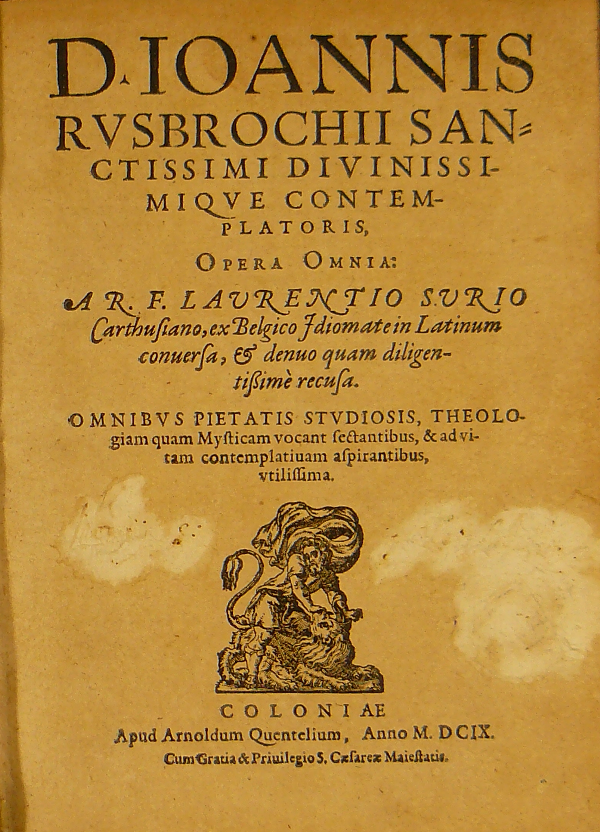 D. IOANNIS
RVSBROCHII SAN-
CTISSIMI DIVINISSI-
MIQVE CONTEM-
PLATORIS,
OPERA OMNIA:
A R. F. LAVRENTIO SVRIO
Carthuſiano, ex Belgico Idiomate in Latinum
conuerſa, & denuo quam diligen-
tißimè recuſa.
OMNIBVS PIETATIS STVDIOSIS, THEOLO-
giam quam Myſticam vocant ſectantibus, & ad vi-
tam contemplatiuam aſpirantibus,
vtiliſſima.
COLONIAE
Apud Arnoldum Quentelium, Anno M. DCIX.
Cum Gratia & Priuilegio S. Cæſareæ Maieſtatis.